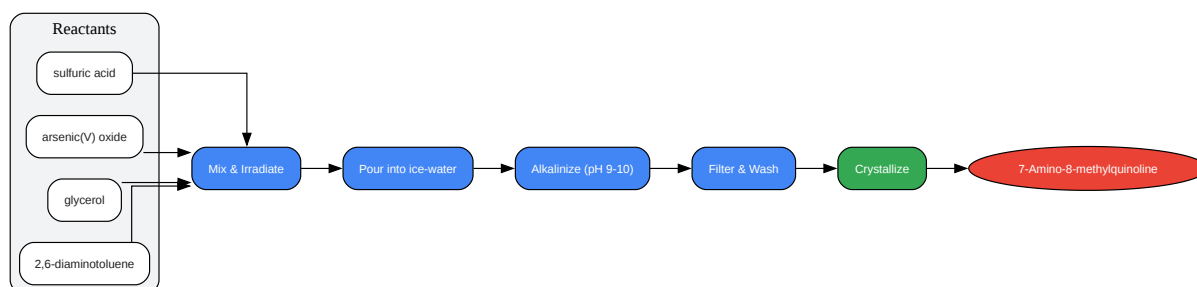 Reactants
sulfuric acid
arsenic(V) oxide
glycerol
2,6-diaminotoluene
Mix & Irradiate
Pour into ice-water
Alkalinize (pH 9-10)
Filter & Wash
Crystallize
7-Amino-8-methylquinoline